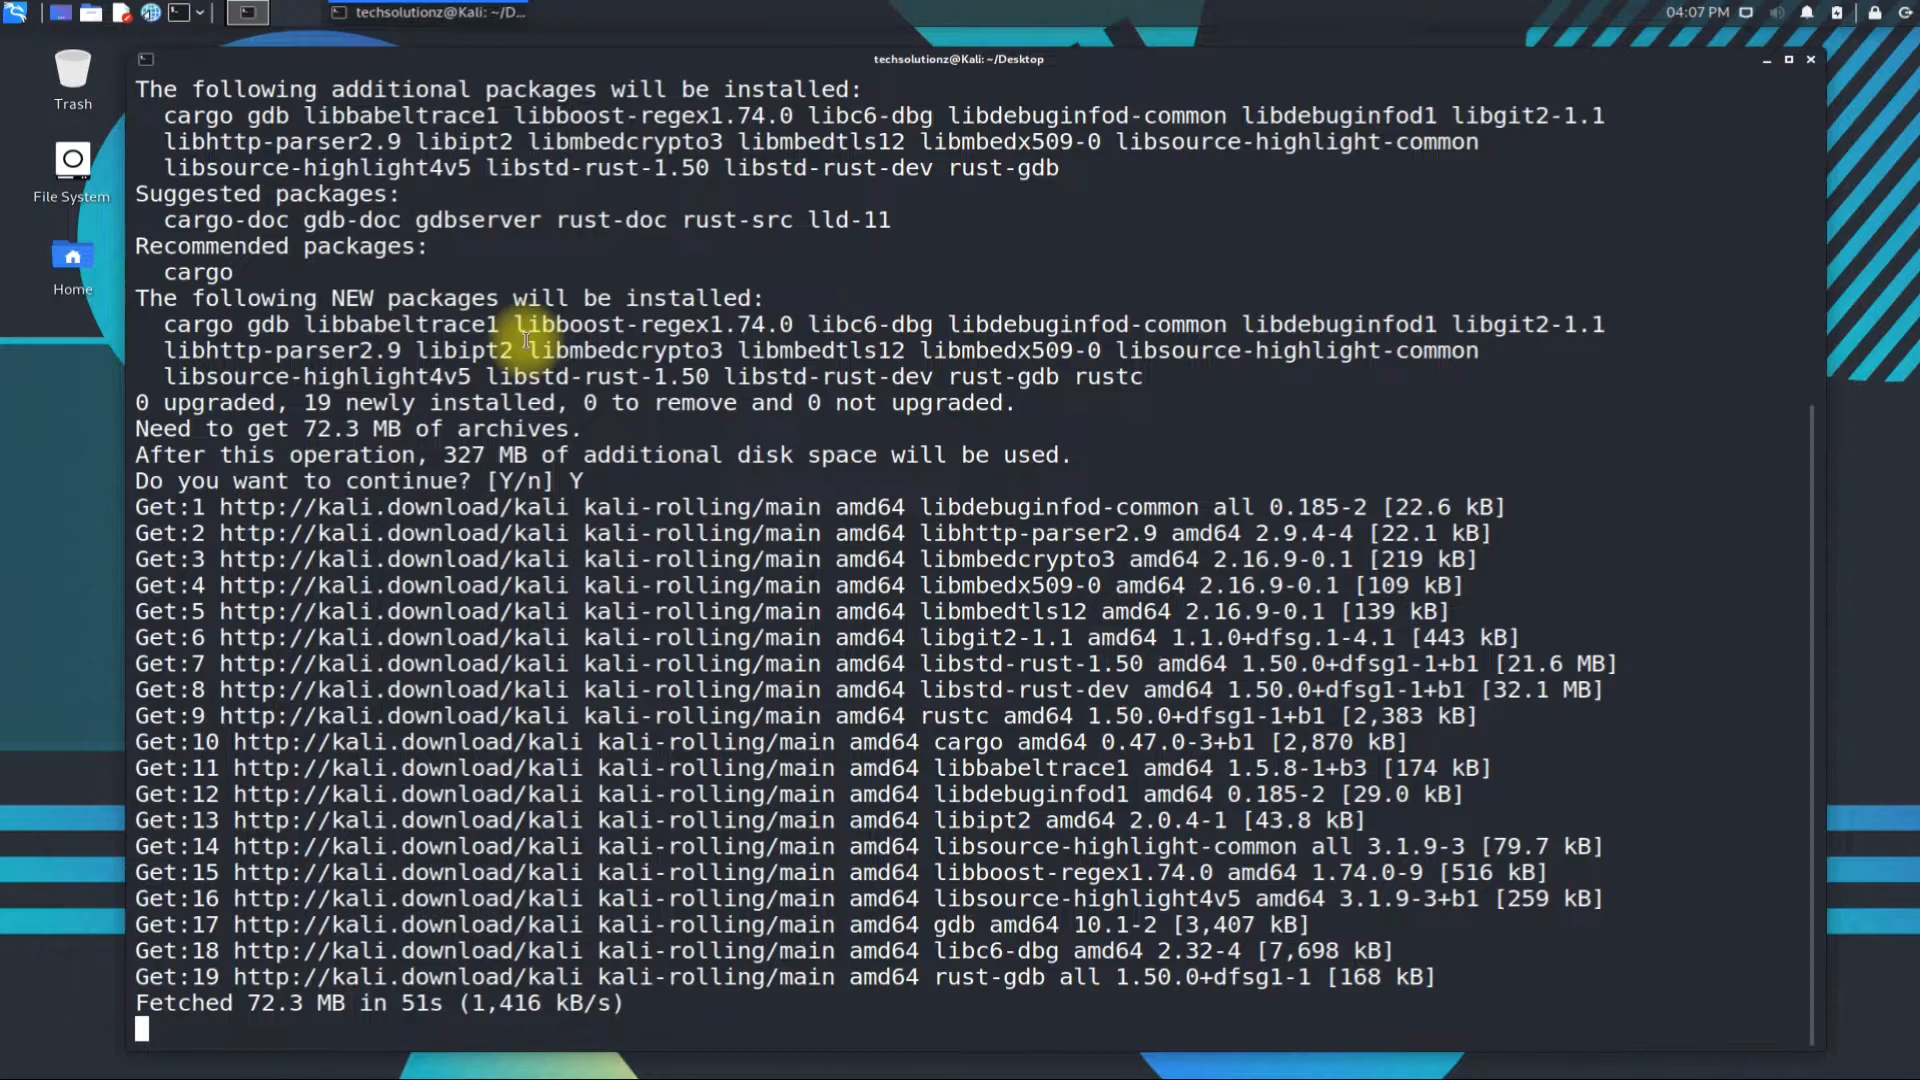 techsolutionz@Kali: ~/D...
04:07 PM
techsolutionz@Kali: ~/Desktop
Trash
File System
Home
The following additional packages will be installed:
cargo gdb libbabeltrace1 libboost-regex1.74.0 libc6-dbg libdebuginfod-common libdebuginfod1 libgit2-1.1
libhttp-parser2.9 libipt2 libmbedcrypto3 libmbedtls12 libmbedx509-0 libsource-highlight-common
libsource-highlight4v5 libstd-rust-1.50 libstd-rust-dev rust-gdb
Suggested packages:
cargo-doc gdb-doc gdbserver rust-doc rust-src lld-11
Recommended packages:
cargo
The following NEW packages will be installed:
cargo gdb libbabeltrace1 libboost-regex1.74.0 libc6-dbg libdebuginfod-common libdebuginfod1 libgit2-1.1
libhttp-parser2.9 libipt2 libmbedcrypto3 libmbedtls12 libmbedx509-0 libsource-highlight-common
libsource-highlight4v5 libstd-rust-1.50 libstd-rust-dev rust-gdb rustc
0 upgraded, 19 newly installed, 0 to remove and 0 not upgraded.
Need to get 72.3 MB of archives.
After this operation, 327 MB of additional disk space will be used.
Do you want to continue? [Y/n] Y
Get:1 http://kali.download/kali kali-rolling/main amd64 libdebuginfod-common all 0.185-2 [22.6 kB]
Get:2 http://kali.download/kali kali-rolling/main amd64 libhttp-parser2.9 amd64 2.9.4-4 [22.1 kB]
Get:3 http://kali.download/kali kali-rolling/main amd64 libmbedcrypto3 amd64 2.16.9-0.1 [219 kB]
Get:4 http://kali.download/kali kali-rolling/main amd64 libmbedx509-0 amd64 2.16.9-0.1 [109 kB]
Get:5 http://kali.download/kali kali-rolling/main amd64 libmbedtls12 amd64 2.16.9-0.1 [139 kB]
Get:6 http://kali.download/kali kali-rolling/main amd64 libgit2-1.1 amd64 1.1.0+dfsg.1-4.1 [443 kB]
Get:7 http://kali.download/kali kali-rolling/main amd64 libstd-rust-1.50 amd64 1.50.0+dfsg1-1+b1 [21.6 MB]
Get:8 http://kali.download/kali kali-rolling/main amd64 libstd-rust-dev amd64 1.50.0+dfsg1-1+b1 [32.1 MB]
Get:9 http://kali.download/kali kali-rolling/main amd64 rustc amd64 1.50.0+dfsg1-1+b1 [2,383 kB]
Get:10 http://kali.download/kali kali-rolling/main amd64 cargo amd64 0.47.0-3+b1 [2,870 kB]
Get:11 http://kali.download/kali kali-rolling/main amd64 libbabeltrace1 amd64 1.5.8-1+b3 [174 kB]
Get:12 http://kali.download/kali kali-rolling/main amd64 libdebuginfod1 amd64 0.185-2 [29.0 kB]
Get:13 http://kali.download/kali kali-rolling/main amd64 libipt2 amd64 2.0.4-1 [43.8 kB]
Get:14 http://kali.download/kali kali-rolling/main amd64 libsource-highlight-common all 3.1.9-3 [79.7 kB]
Get:15 http://kali.download/kali kali-rolling/main amd64 libboost-regex1.74.0 amd64 1.74.0-9 [516 kB]
Get:16 http://kali.download/kali kali-rolling/main amd64 libsource-highlight4v5 amd64 3.1.9-3+b1 [259 kB]
Get:17 http://kali.download/kali kali-rolling/main amd64 gdb amd64 10.1-2 [3,407 kB]
Get:18 http://kali.download/kali kali-rolling/main amd64 libc6-dbg amd64 2.32-4 [7,698 kB]
Get:19 http://kali.download/kali kali-rolling/main amd64 rust-gdb all 1.50.0+dfsg1-1 [168 kB]
Fetched 72.3 MB in 51s (1,416 kB/s)